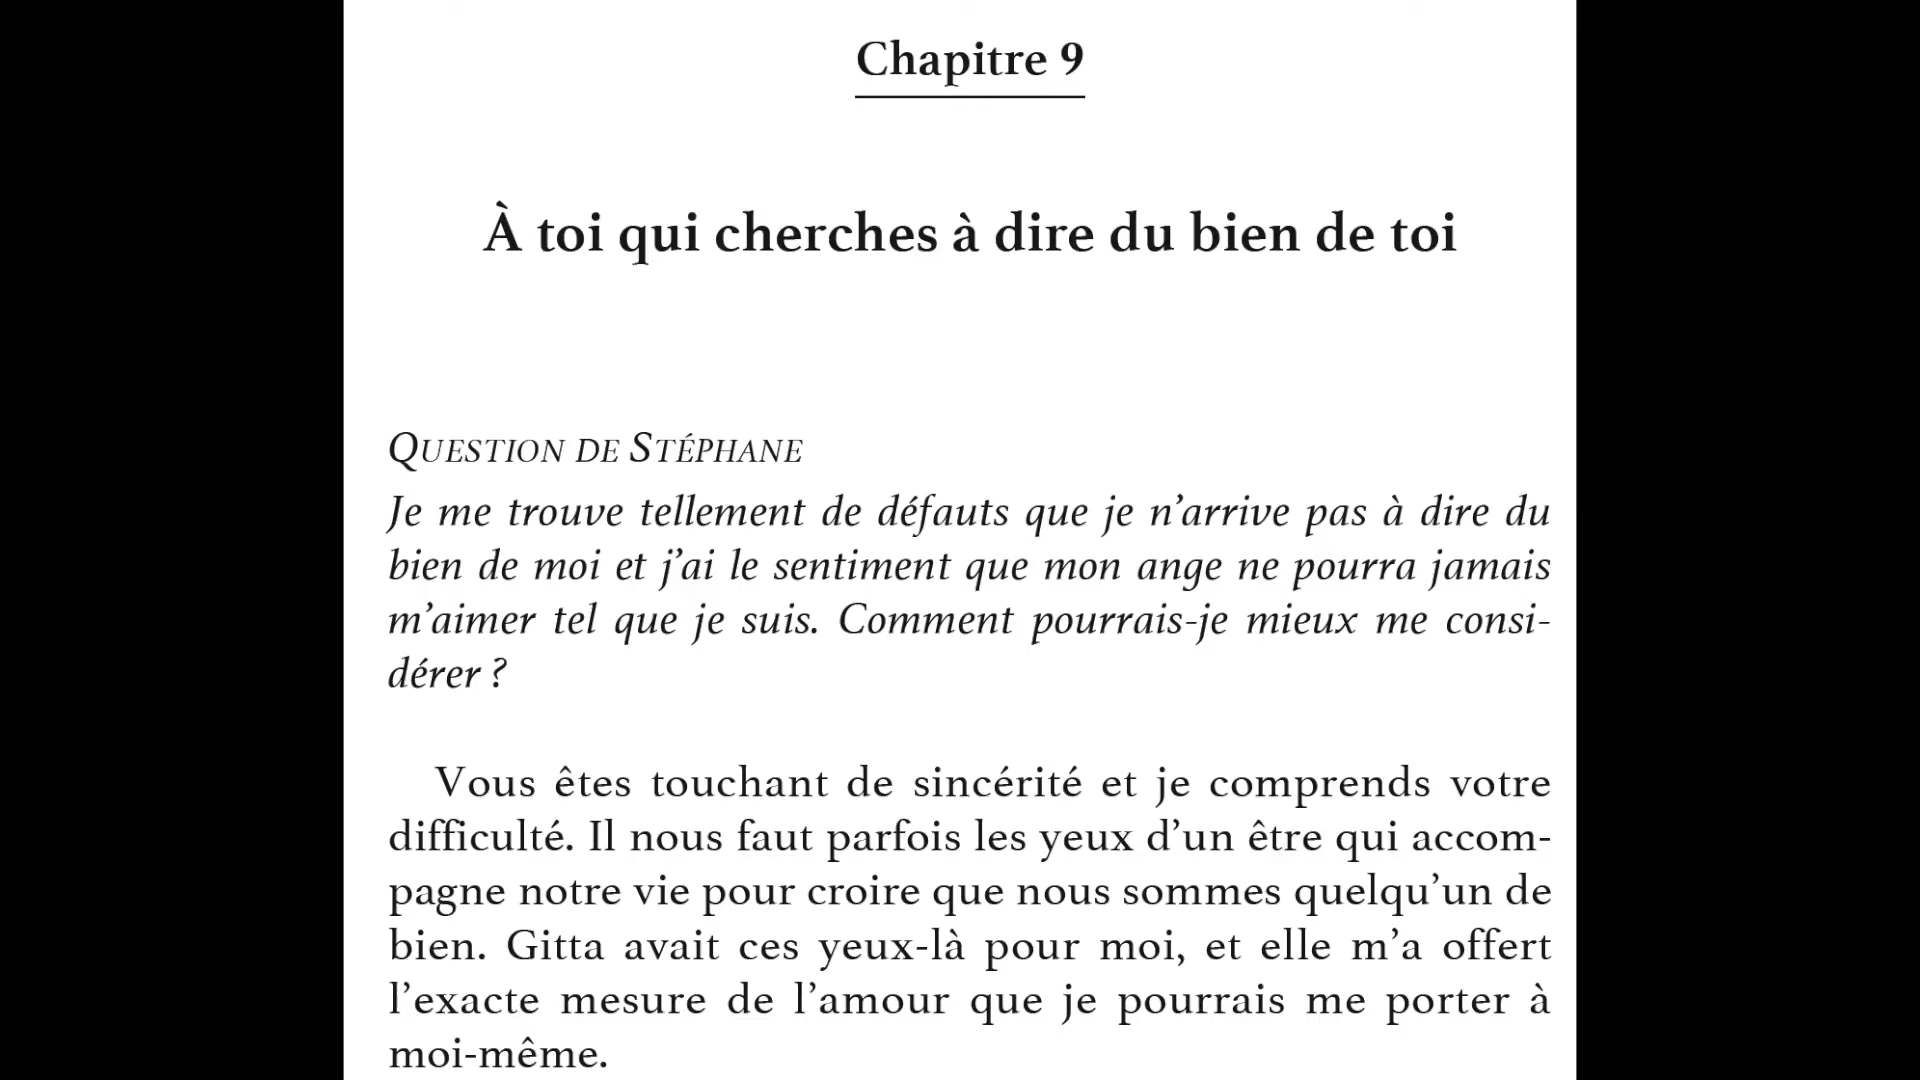 Chapitre 9
À toi qui cherches à dire du bien de toi
QUESTION DE STÉPHANE
Je me trouve tellement de défauts que je n’arrive pas à dire du
bien de moi et j’ai le sentiment que mon ange ne pourra jamais
m’aimer tel que je suis. Comment pourrais-je mieux me consi-
dérer ?
Vous êtes touchant de sincérité et je comprends votre
difficulté. Il nous faut parfois les yeux d’un être qui accom-
pagne notre vie pour croire que nous sommes quelqu’un de
bien. Gitta avait ces yeux-là pour moi, et elle m’a offert
l’exacte mesure de l’amour que je pourrais me porter à
moi-même.